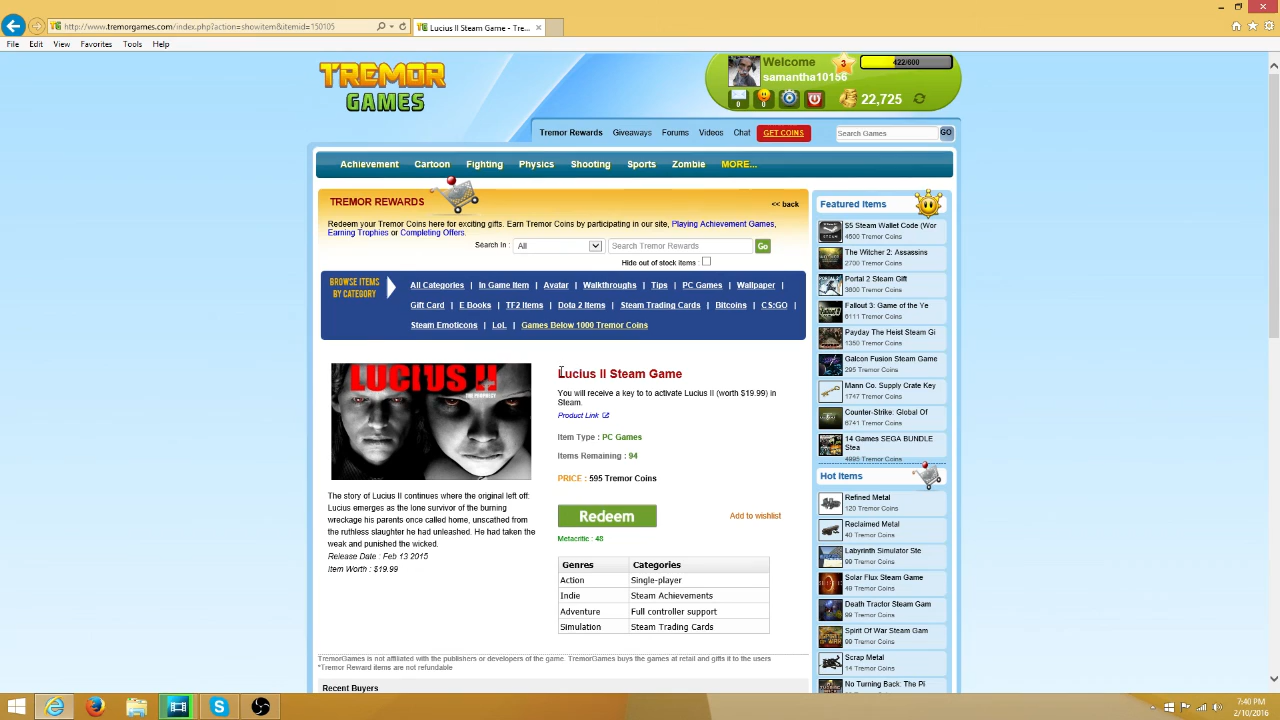 http://www.tremorgames.com/index.php?action=showitem&itemid=150105
Lucius II Steam Game - Tre...
File Edit View Favorites Tools Help
TREMOR GAMES
Welcome
samantha10156
3
422/600
0 0 22,725
Tremor Rewards Giveaways Forums Videos Chat GET COINS Search Games GO
Achievement Cartoon Fighting Physics Shooting Sports Zombie MORE...
TREMOR REWARDS
<< back
Redeem your Tremor Coins here for exciting gifts. Earn Tremor Coins by participating in our site, Playing Achievement Games,
Earning Trophies or Completing Offers.
Search In : All Search Tremor Rewards Go
Hide out of stock items :
BROWSE ITEMS
BY CATEGORY
All Categories | In Game Item | Avatar | Walkthroughs | Tips | PC Games | Wallpaper |
Gift Card | E Books | TF2 Items | Dota 2 Items | Steam Trading Cards | Bitcoins | CS:GO |
Steam Emoticons | LoL | Games Below 1000 Tremor Coins
LUCIUS II
THE PROPHECY
The story of Lucius II continues where the original left off:
Lucius emerges as the lone survivor of the burning
wreckage his parents once called home, unscathed from
the ruthless slaughter he had unleashed. He had taken the
weak and punished the wicked.
Release Date : Feb 13 2015
Item Worth : $19.99
Lucius II Steam Game
You will receive a key to to activate Lucius II (worth $19.99) in
Steam.
Product Link
Item Type : PC Games
Items Remaining : 94
PRICE : 595 Tremor Coins
Redeem
Add to wishlist
Metacritic : 48
Genres Categories
Action Single-player
Indie Steam Achievements
Adventure Full controller support
Simulation Steam Trading Cards
TremorGames is not affiliated with the publishers or developers of the game. TremorGames buys the games at retail and gifts it to the users
*Tremor Reward items are not refundable
Recent Buyers
Featured Items
$5 Steam Wallet Code (Wor
4500 Tremor Coins
The Witcher 2: Assassins
2700 Tremor Coins
Portal 2 Steam Gift
3800 Tremor Coins
Fallout 3: Game of the Ye
6111 Tremor Coins
Payday The Heist Steam Gi
1350 Tremor Coins
Galcon Fusion Steam Game
295 Tremor Coins
Mann Co. Supply Crate Key
1747 Tremor Coins
Counter-Strike: Global Of
6741 Tremor Coins
14 Games SEGA BUNDLE
Stea
4995 Tremor Coins
Hot Items
Refined Metal
120 Tremor Coins
Reclaimed Metal
40 Tremor Coins
Labyrinth Simulator Ste
99 Tremor Coins
Solar Flux Steam Game
49 Tremor Coins
Death Tractor Steam Gam
99 Tremor Coins
Spirit Of War Steam Gam
99 Tremor Coins
Scrap Metal
14 Tremor Coins
No Turning Back: The Pi
7:40 PM
2/10/2016